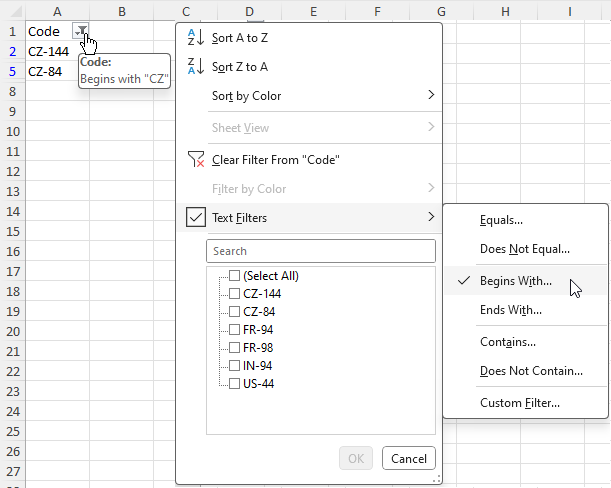 A B C D E F G H I
1 Code
2 CZ-144
5 CZ-84
8
9
10
11
12
13
14
15
16
17
18
19
20
21
22
23
24
25
26
27
Code:
Begins with "CZ"
Sort A to Z
Sort Z to A
Sort by Color
Sheet View
Clear Filter From "Code"
Filter by Color
Text Filters
Search
(Select All)
CZ-144
CZ-84
FR-94
FR-98
IN-94
US-44
OK Cancel
Equals...
Does Not Equal...
Begins With...
Ends With...
Contains...
Does Not Contain...
Custom Filter...